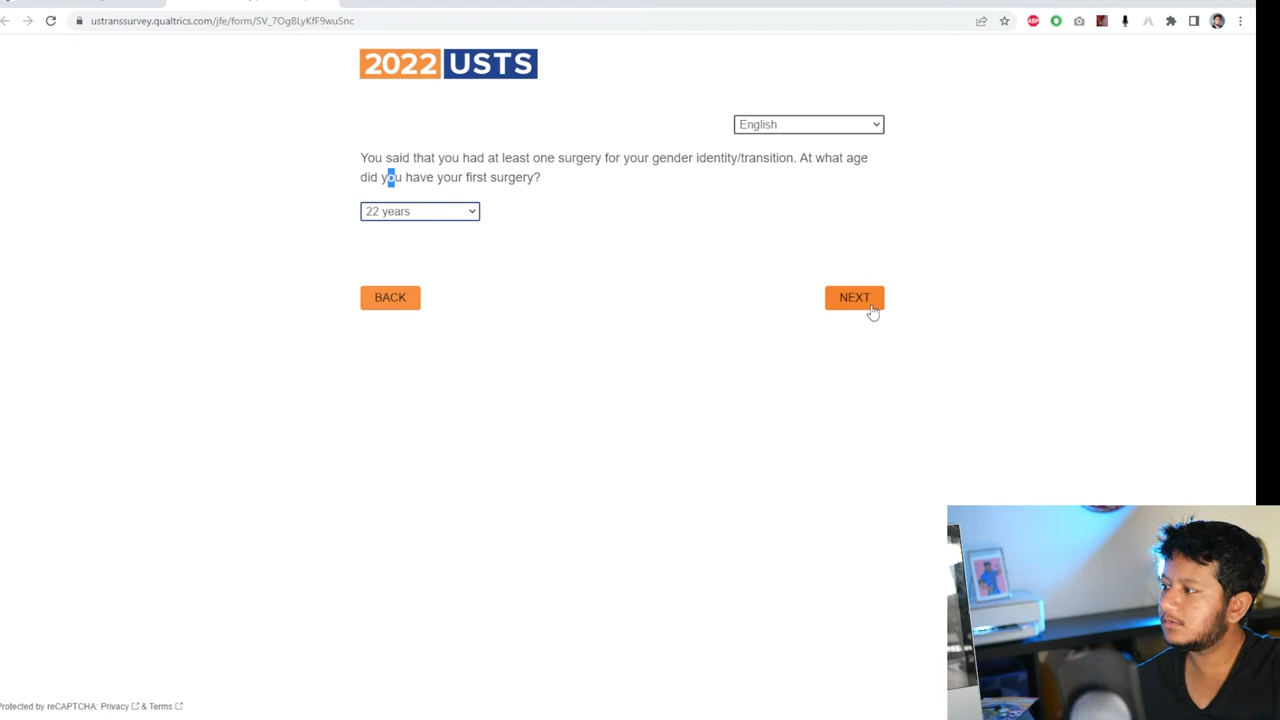 ustranssurvey.qualtrics.com/jfe/form/SV_7OgBLyKfF9wuSnc
ABP
2022 USTS
English
You said that you had at least one surgery for your gender identity/transition. At what age
did you have your first surgery?
22 years
BACK
NEXT
Protected by reCAPTCHA: Privacy & Terms